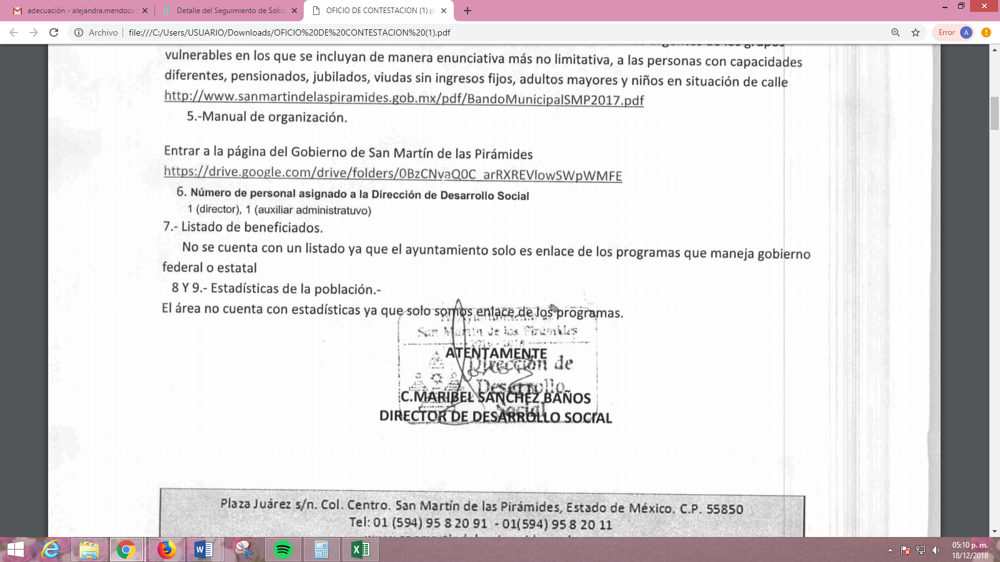 adecuación - alejandra.mendoza
Detalle del Seguimiento de Solic
OFICIO DE CONTESTACION (1).p
Archivo
file:///C:/Users/USUARIO/Downloads/OFICIO%20DE%20CONTESTACION%20(1).pdf
Error
A
vulnerables en los que se incluyan de manera enunciativa más no limitativa, a las personas con capacidades
diferentes, pensionados, jubilados, viudas sin ingresos fijos, adultos mayores y niños en situación de calle
http://www.sanmartindelaspiramides.gob.mx/pdf/BandoMunicipalSMP2017.pdf
5.-Manual de organización.
Entrar a la página del Gobierno de San Martín de las Pirámides
https://drive.google.com/drive/folders/0BzCNvaQ0C_arRXREVlowSWpWMFE
6. Número de personal asignado a la Dirección de Desarrollo Social
1 (director), 1 (auxiliar administratuvo)
7.- Listado de beneficiados.
No se cuenta con un listado ya que el ayuntamiento solo es enlace de los programas que maneja gobierno
federal o estatal
8 Y 9.- Estadísticas de la población.-
El área no cuenta con estadísticas ya que solo somos enlace de los programas.
San Martín de las Pirámides
ATENTAMENTE
Dirección de
Desarrollo
Social
C.MARIBEL SANCHEZ BAÑOS
DIRECTOR DE DESARROLLO SOCIAL
Plaza Juárez s/n. Col. Centro. San Martín de las Pirámides, Estado de México. C.P. 55850
Tel: 01 (594) 95 8 20 91 - 01(594) 95 8 20 11
05:10 p. m.
18/12/2018